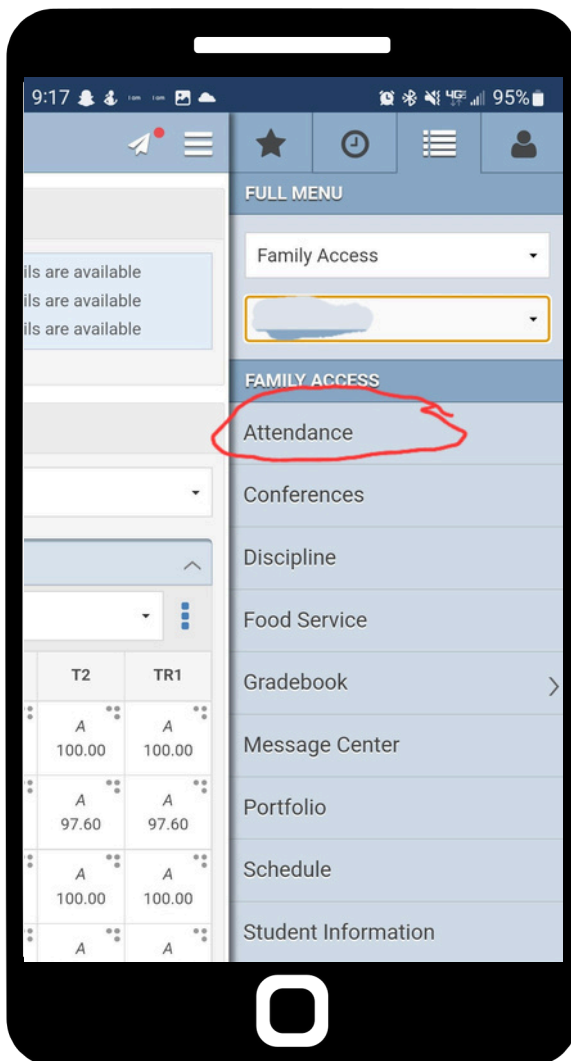 9:17
95%
FULL MENU
Family Access
ils are available
ils are available
ils are available
FAMILY ACCESS
Attendance
Conferences
Discipline
Food Service
T2 TR1
Gradebook
A A
100.00 100.00
Message Center
A A
97.60 97.60
Portfolio
A A
100.00 100.00
Schedule
A A
Student Information